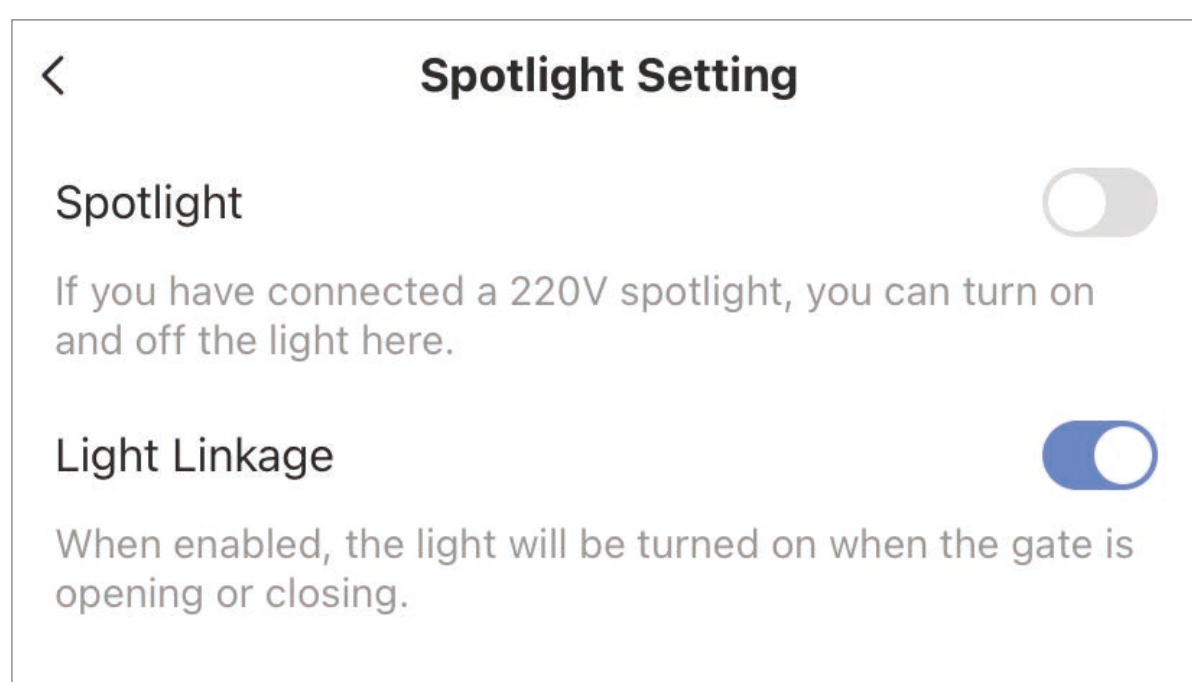 Spotlight Setting
Spotlight
If you have connected a 220V spotlight, you can turn on
and off the light here.
Light Linkage
When enabled, the light will be turned on when the gate is
opening or closing.